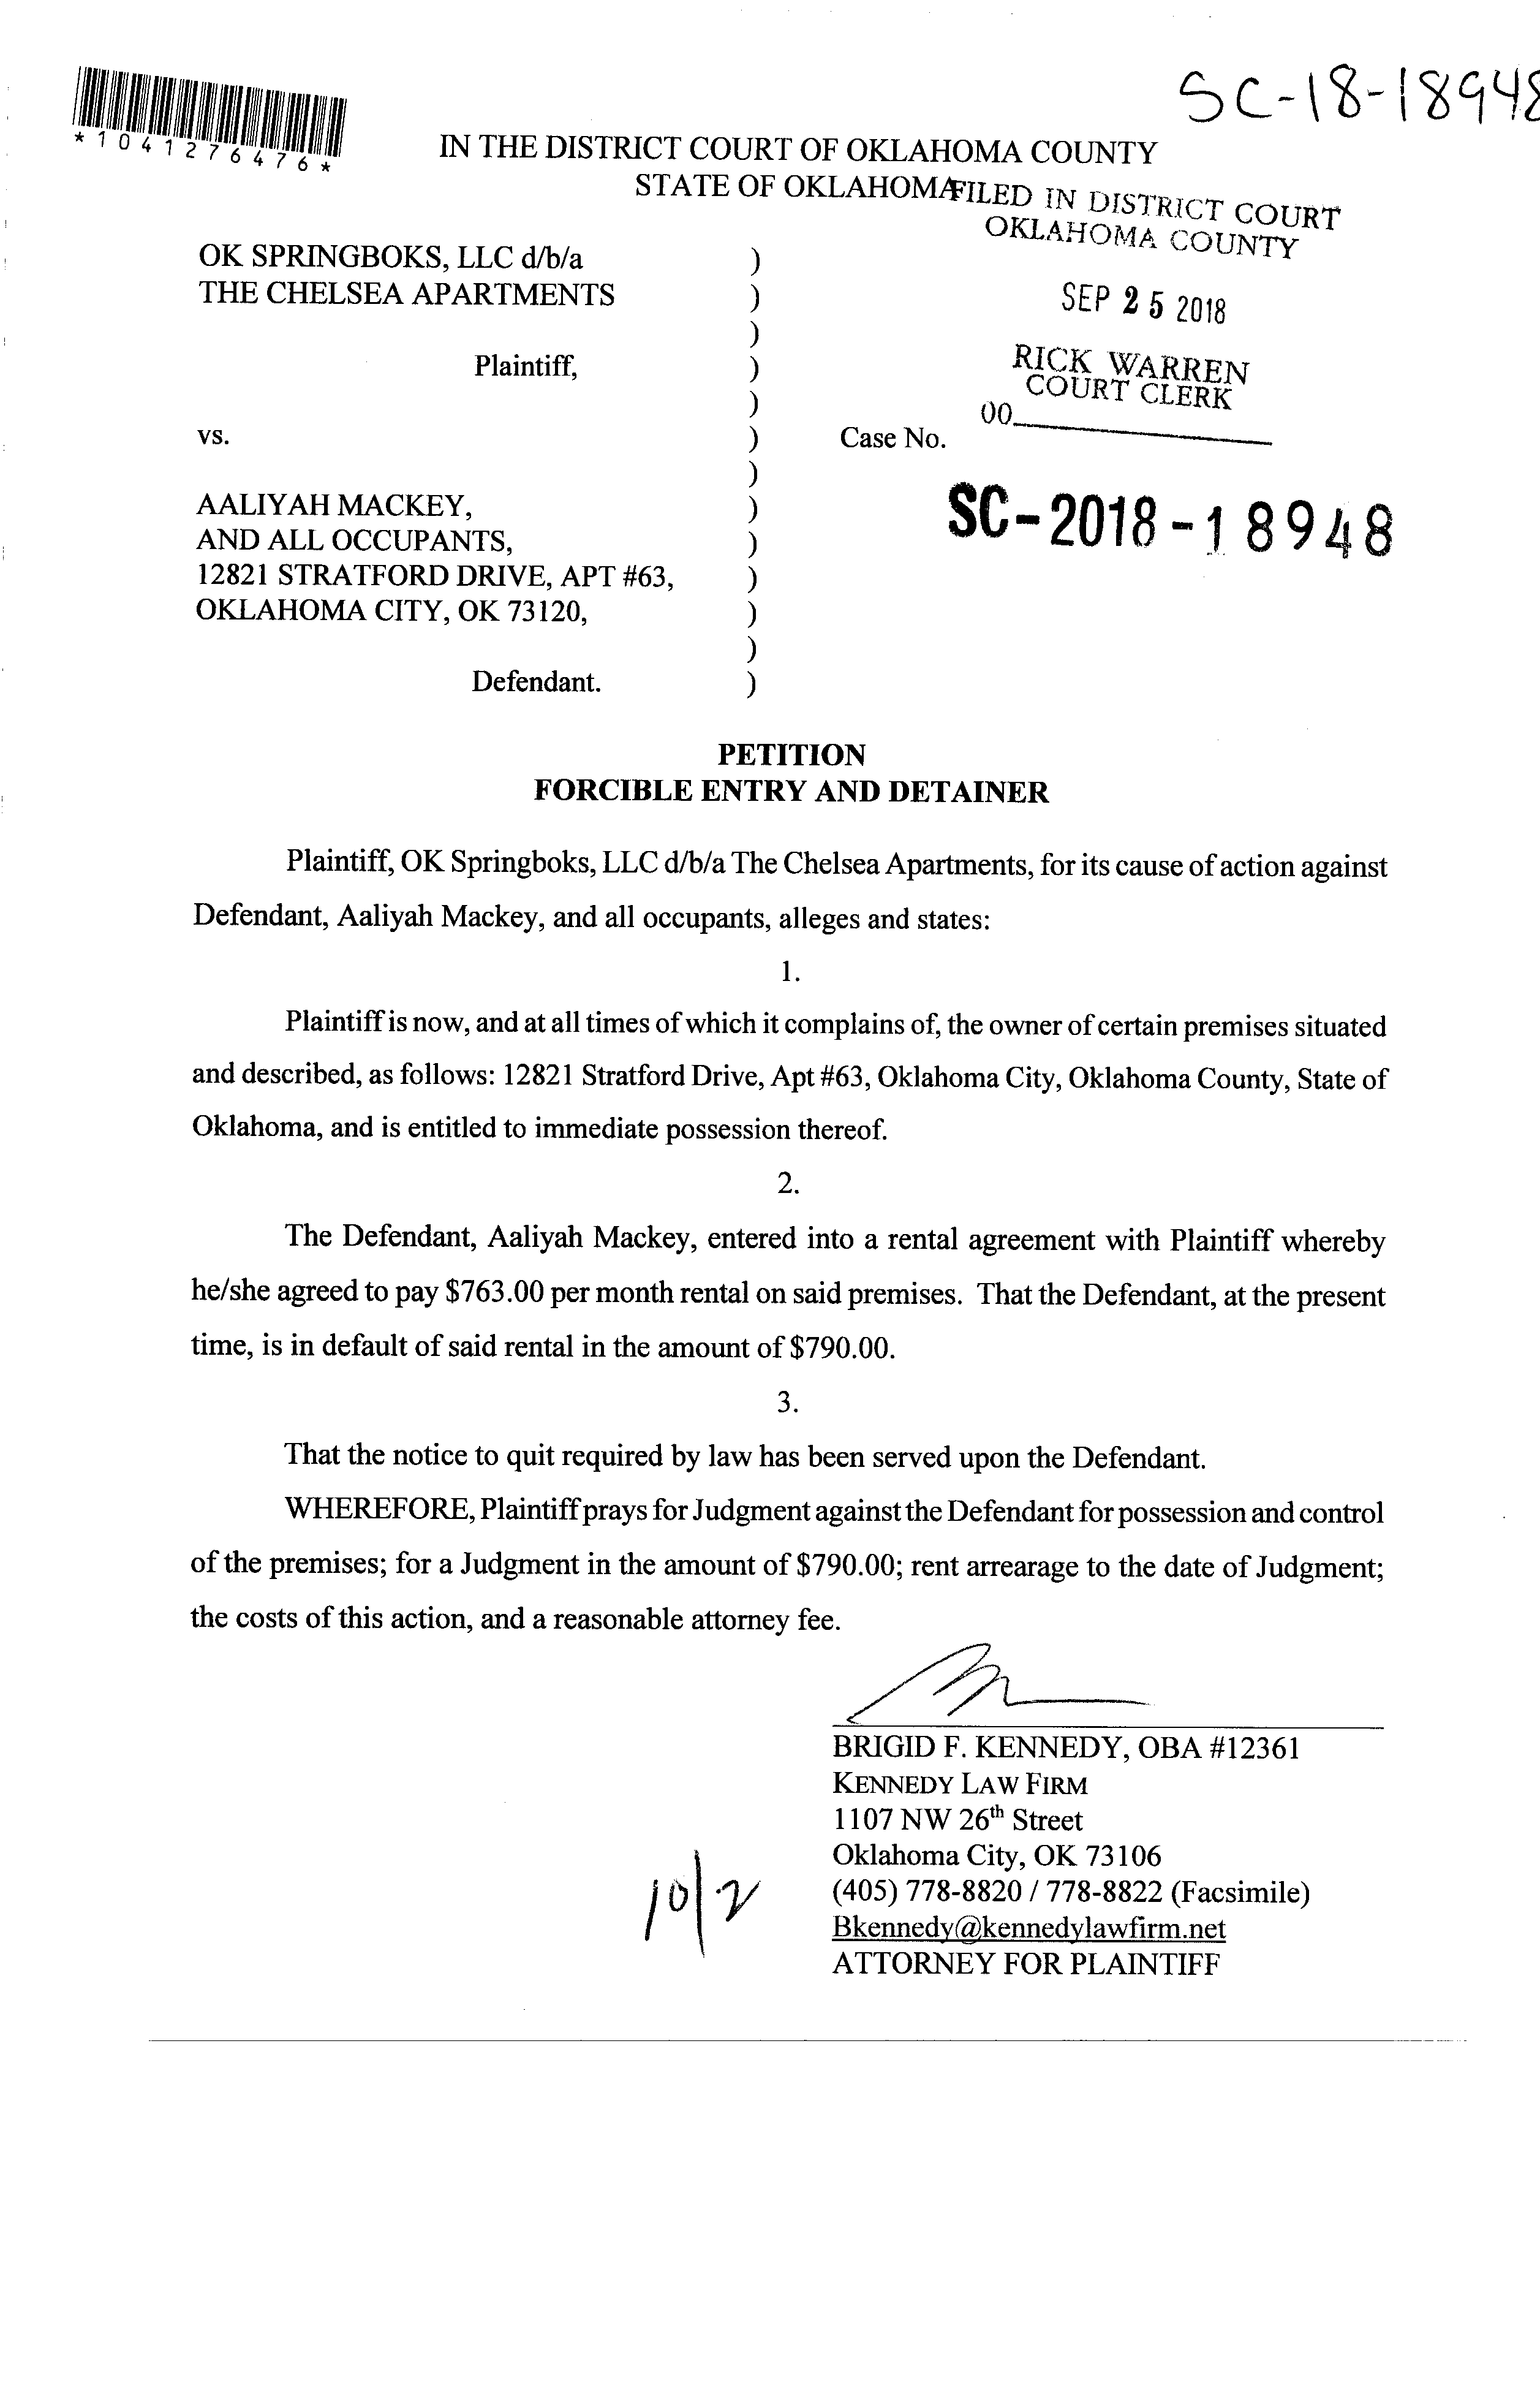 SC-18-18948
*1041276476*
IN THE DISTRICT COURT OF OKLAHOMA COUNTY
STATE OF OKLAHOMA
FILED IN DISTRICT COURT
OKLAHOMA COUNTY
OK SPRINGBOKS, LLC d/b/a )
THE CHELSEA APARTMENTS )
SEP 25 2018
)
Plaintiff, )
RICK WARREN
COURT CLERK
)
00
vs. ) Case No.
)
AALIYAH MACKEY, )
SC-2018-18948
AND ALL OCCUPANTS, )
12821 STRATFORD DRIVE, APT #63, )
OKLAHOMA CITY, OK 73120, )
)
Defendant. )
PETITION
FORCIBLE ENTRY AND DETAINER
Plaintiff, OK Springboks, LLC d/b/a The Chelsea Apartments, for its cause of action against
Defendant, Aaliyah Mackey, and all occupants, alleges and states:
1.
Plaintiff is now, and at all times of which it complains of, the owner of certain premises situated
and described, as follows: 12821 Stratford Drive, Apt #63, Oklahoma City, Oklahoma County, State of
Oklahoma, and is entitled to immediate possession thereof.
2.
The Defendant, Aaliyah Mackey, entered into a rental agreement with Plaintiff whereby
he/she agreed to pay $763.00 per month rental on said premises. That the Defendant, at the present
time, is in default of said rental in the amount of $790.00.
3.
That the notice to quit required by law has been served upon the Defendant.
WHEREFORE, Plaintiff prays for Judgment against the Defendant for possession and control
of the premises; for a Judgment in the amount of $790.00; rent arrearage to the date of Judgment;
the costs of this action, and a reasonable attorney fee.
BRIGID F. KENNEDY, OBA #12361
KENNEDY LAW FIRM
1107 NW 26th Street
Oklahoma City, OK 73106
(405) 778-8820 / 778-8822 (Facsimile)
Bkennedy@kennedylawfirm.net
ATTORNEY FOR PLAINTIFF
10/2